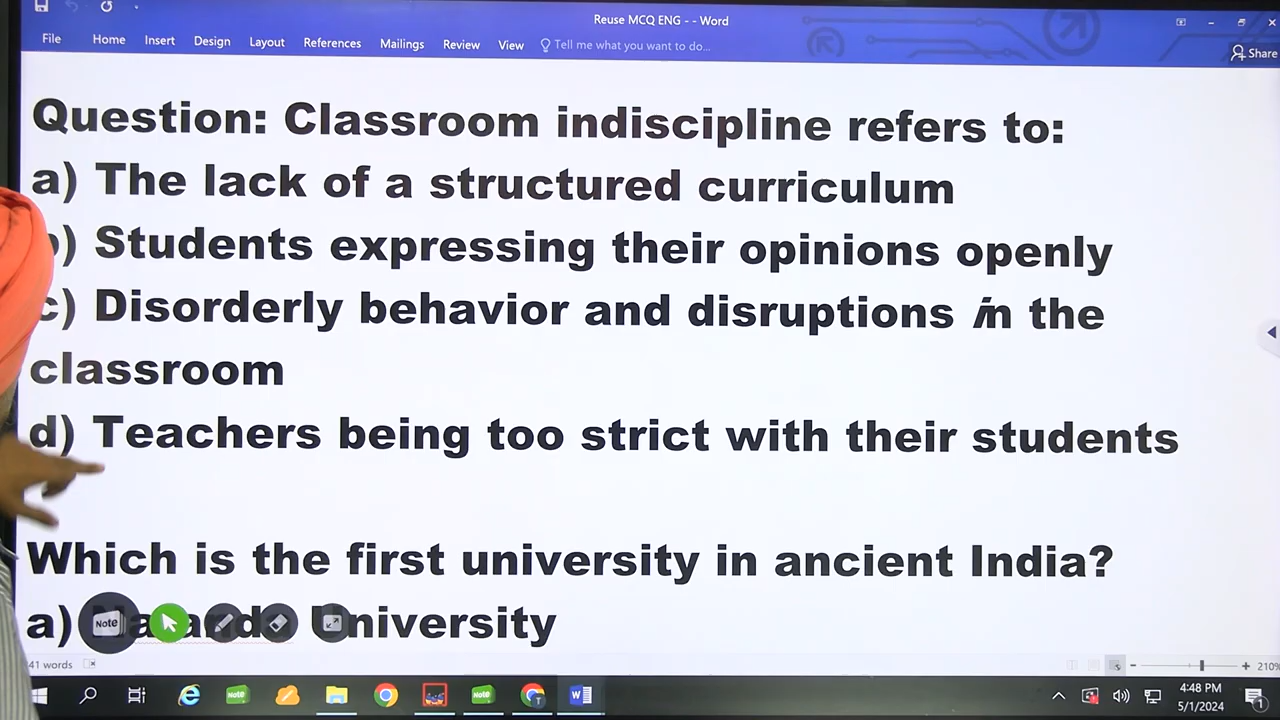 Reuse MCQ ENG - - Word
File Home Insert Design Layout References Mailings Review View Tell me what you want to do... Share
Question: Classroom indiscipline refers to:
a) The lack of a structured curriculum
) Students expressing their opinions openly
c) Disorderly behavior and disruptions in the
classroom
d) Teachers being too strict with their students
Which is the first university in ancient India?
a) University
Note
41 words
210%
Note
Note
4:48 PM
5/1/2024